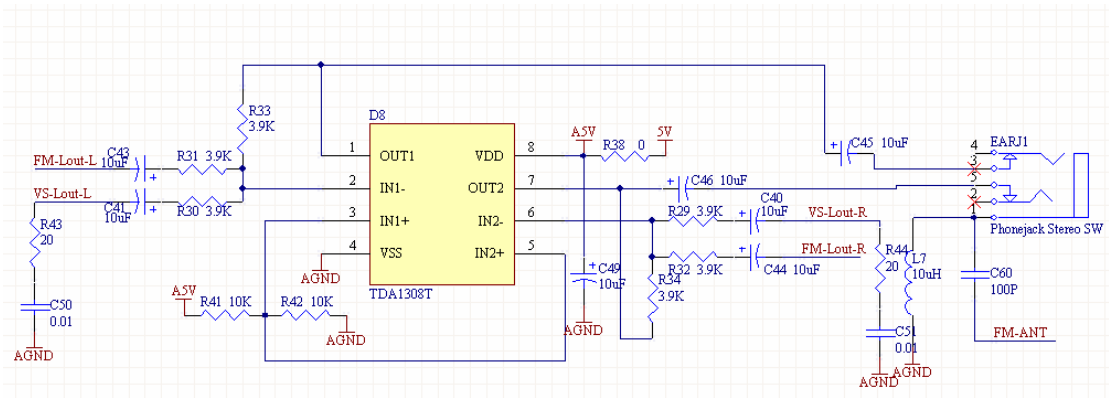 D8
R33
3.9K
A5V
R38 0
5V
C45 10uF
4
EARJ1
3
5
2
1
Phonejack Stereo SW
C43
10uF
FM-Lout-L
R31 3.9K
1
OUT1
VDD
8
VS-Lout-L
C41
10uF
R30 3.9K
2
IN1-
OUT2
7
C46 10uF
R43
20
3
IN1+
IN2-
6
R29 3.9K
C40
10uF
VS-Lout-R
4
VSS
IN2+
5
R32 3.9K
C44 10uF
FM-Lout-R
R44
20
L7
10uH
AGND
TDA1308T
C49
10uF
R34
3.9K
C60
100P
A5V
R41 10K
R42 10K
C50
0.01
AGND
AGND
AGND
C51
0.01
FM-ANT
AGND
AGND